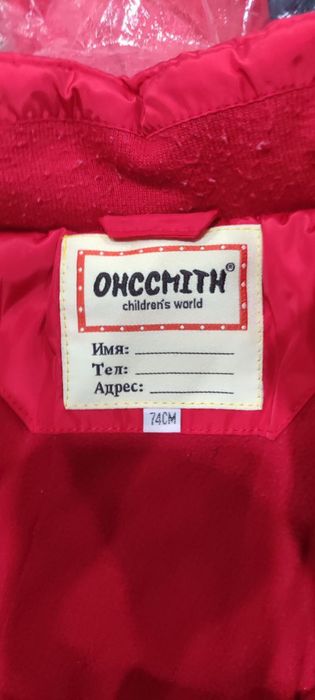 OHCCMITH®
children's world
Имя:
Тел:
Адрес:
74CM